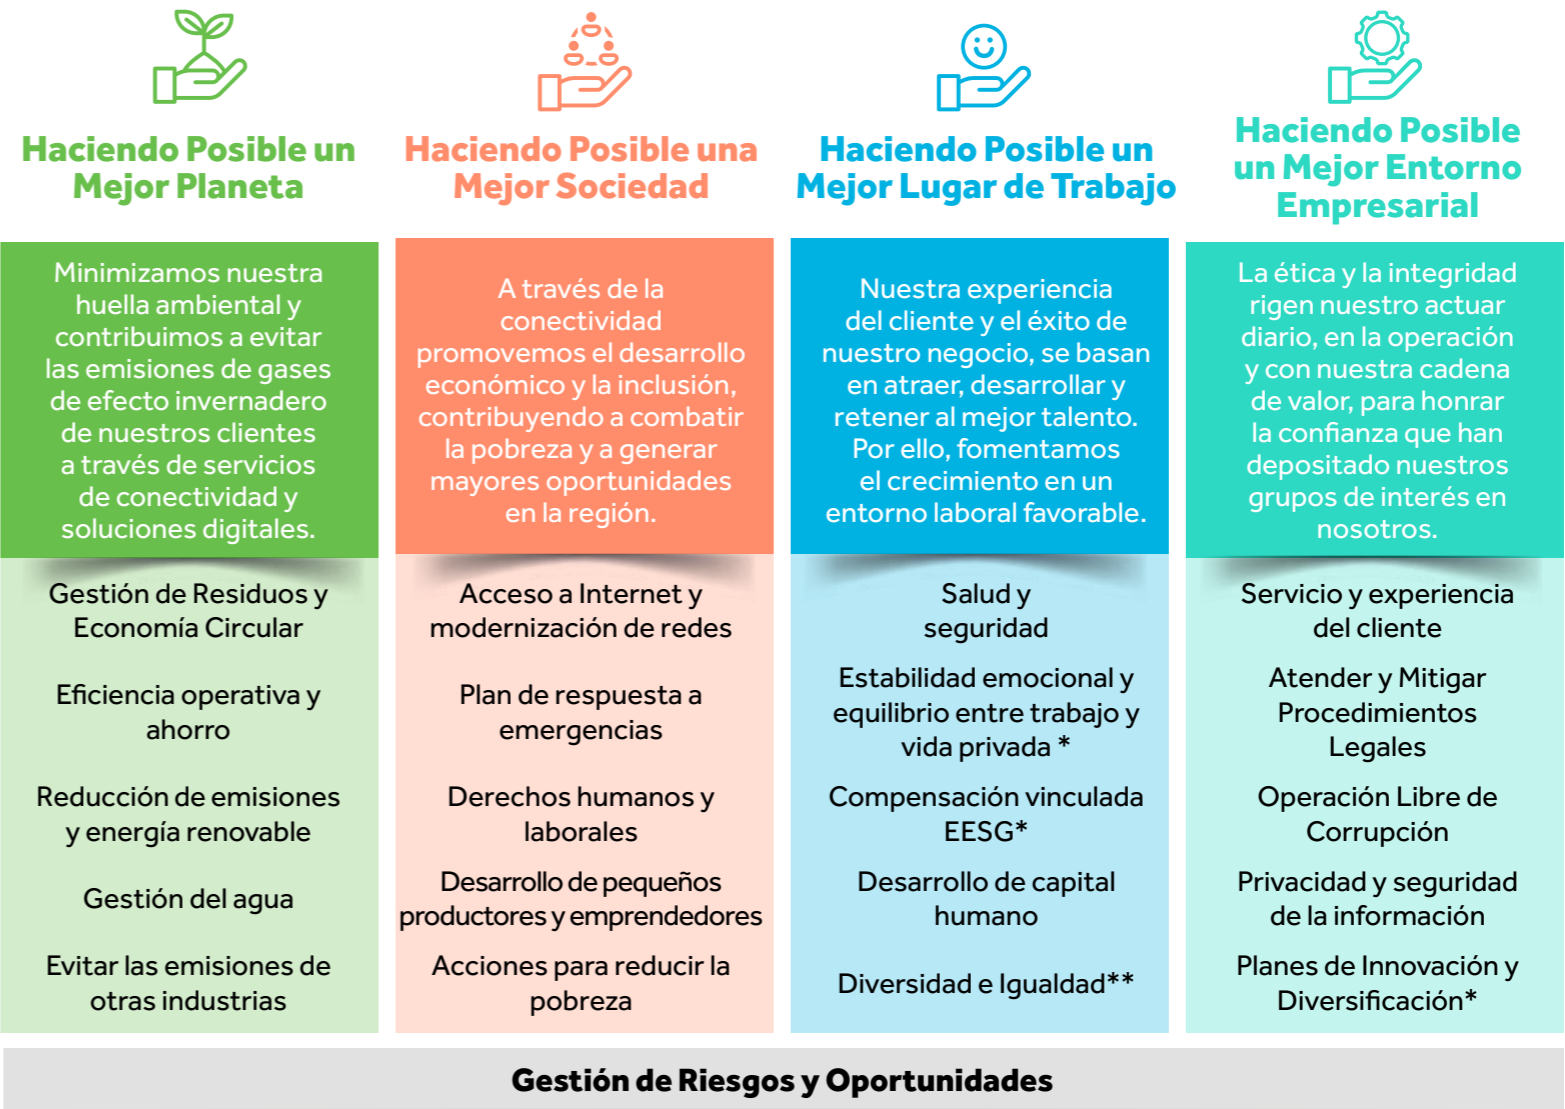 Haciendo Posible un
Mejor Planeta
Minimizamos nuestra
huella ambiental y
contribuimos a evitar
las emisiones de gases
de efecto invernadero
de nuestros clientes
a través de servicios
de conectividad y
soluciones digitales.
Gestión de Residuos y
Economía Circular
Eficiencia operativa y
ahorro
Reducción de emisiones
y energía renovable
Gestión del agua
Evitar las emisiones de
otras industrias
Haciendo Posible una
Mejor Sociedad
A través de la
conectividad
promovemos el desarrollo
económico y la inclusión,
contribuyendo a combatir
la pobreza y a generar
mayores oportunidades
en la región.
Acceso a Internet y
modernización de redes
Plan de respuesta a
emergencias
Derechos humanos y
laborales
Desarrollo de pequeños
productores y emprendedores
Acciones para reducir la
pobreza
Haciendo Posible un
Mejor Lugar de Trabajo
Nuestra experiencia
del cliente y el éxito de
nuestro negocio, se basan
en atraer, desarrollar y
retener al mejor talento.
Por ello, fomentamos
el crecimiento en un
entorno laboral favorable.
Salud y
seguridad
Estabilidad emocional y
equilibrio entre trabajo y
vida privada *
Compensación vinculada
EESG*
Desarrollo de capital
humano
Diversidad e Igualdad**
Haciendo Posible
un Mejor Entorno
Empresarial
La ética y la integridad
rigen nuestro actuar
diario, en la operación
y con nuestra cadena
de valor, para honrar
la confianza que han
depositado nuestros
grupos de interés en
nosotros.
Servicio y experiencia
del cliente
Atender y Mitigar
Procedimientos
Legales
Operación Libre de
Corrupción
Privacidad y seguridad
de la información
Planes de Innovación y
Diversificación*
Gestión de Riesgos y Oportunidades